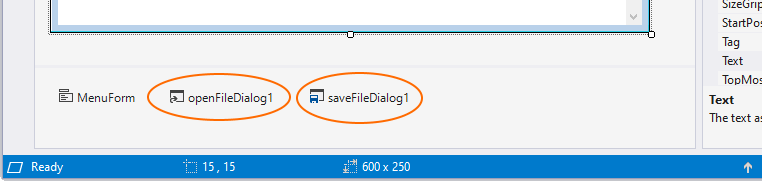 SizeGrip
StartPos
Tag
Text
TopMos
Text
The text as
MenuForm
openFileDialog1
saveFileDialog1
Ready
15 , 15
600 x 250